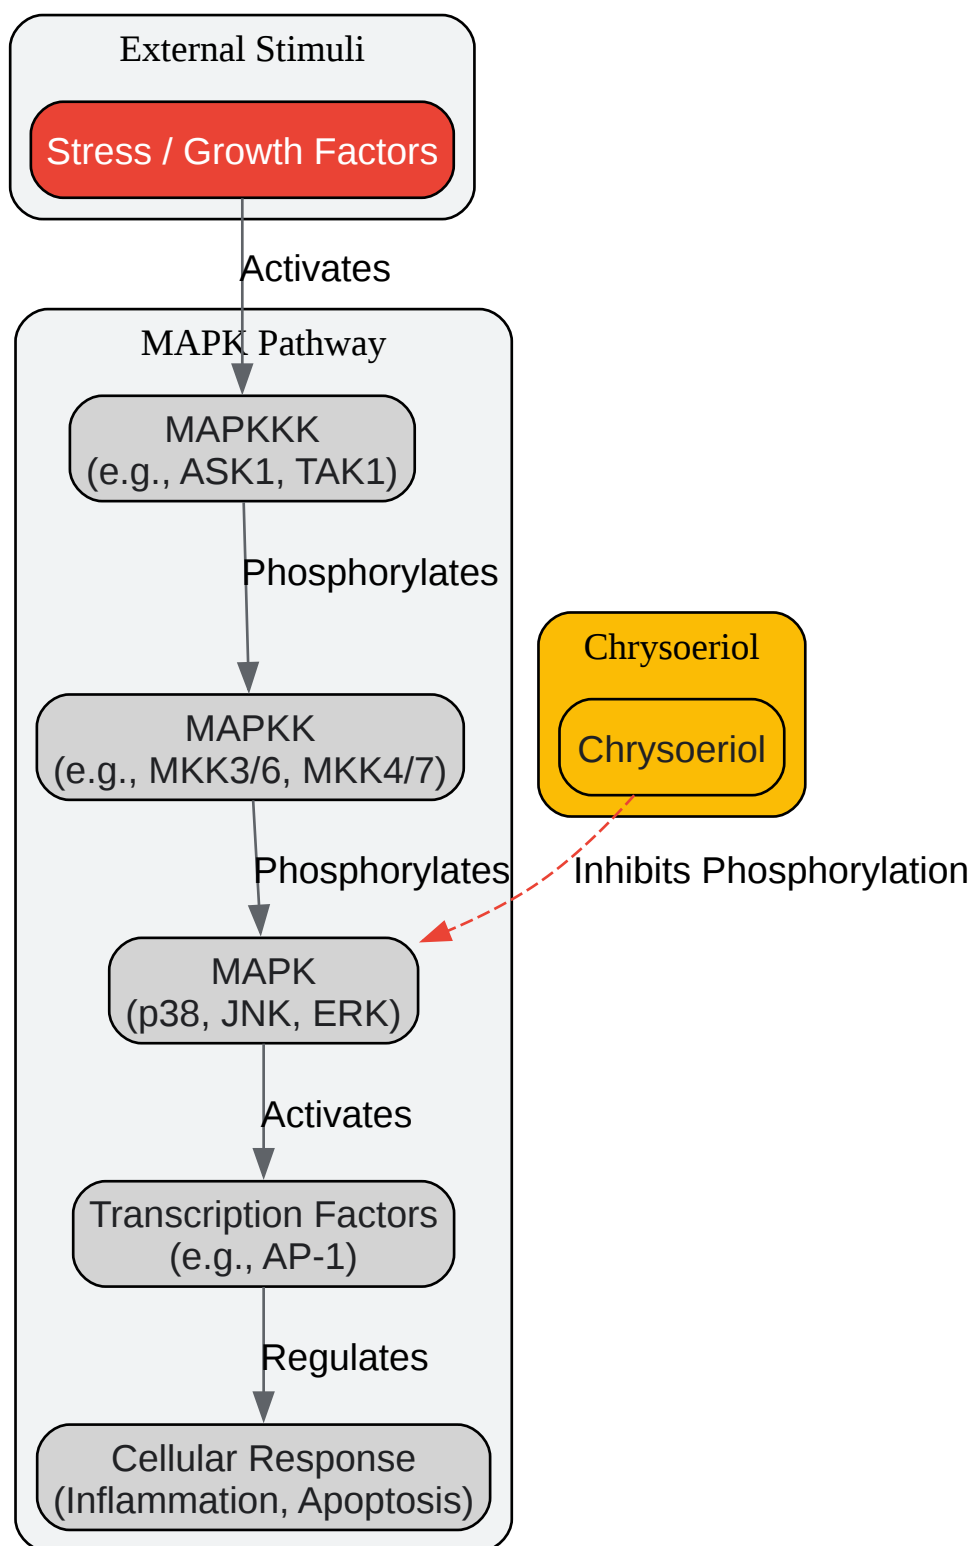 External Stimuli
Stress / Growth Factors
Activates
MAPK Pathway
MAPKKK
(e.g., ASK1, TAK1)
Phosphorylates
Chrysoeriol
Chrysoeriol
MAPKK
(e.g., MKK3/6, MKK4/7)
Phosphorylates
Inhibits Phosphorylation
MAPK
(p38, JNK, ERK)
Activates
Transcription Factors
(e.g., AP-1)
Regulates
Cellular Response
(Inflammation, Apoptosis)